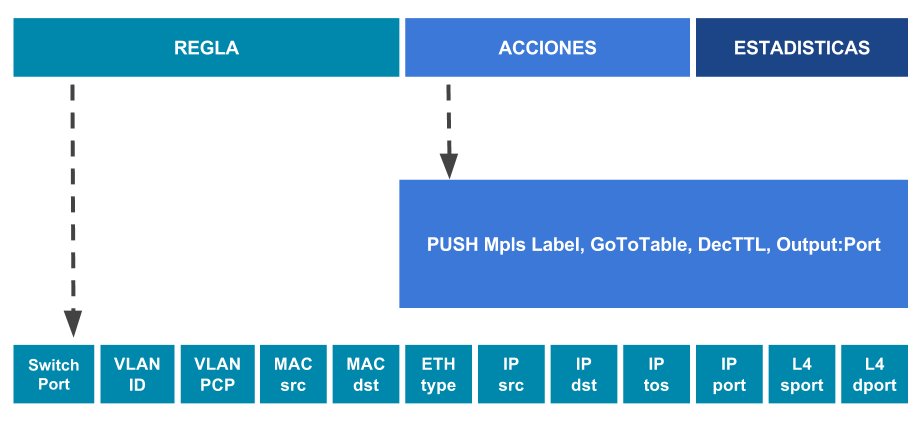 REGLA
ACCIONES
ESTADISTICAS
PUSH Mpls Label, GoToTable, DecTTL, Output:Port
Switch
Port
VLAN
ID
VLAN
PCP
MAC
src
MAC
dst
ETH
type
IP
src
IP
dst
IP
tos
IP
port
L4
sport
L4
dport